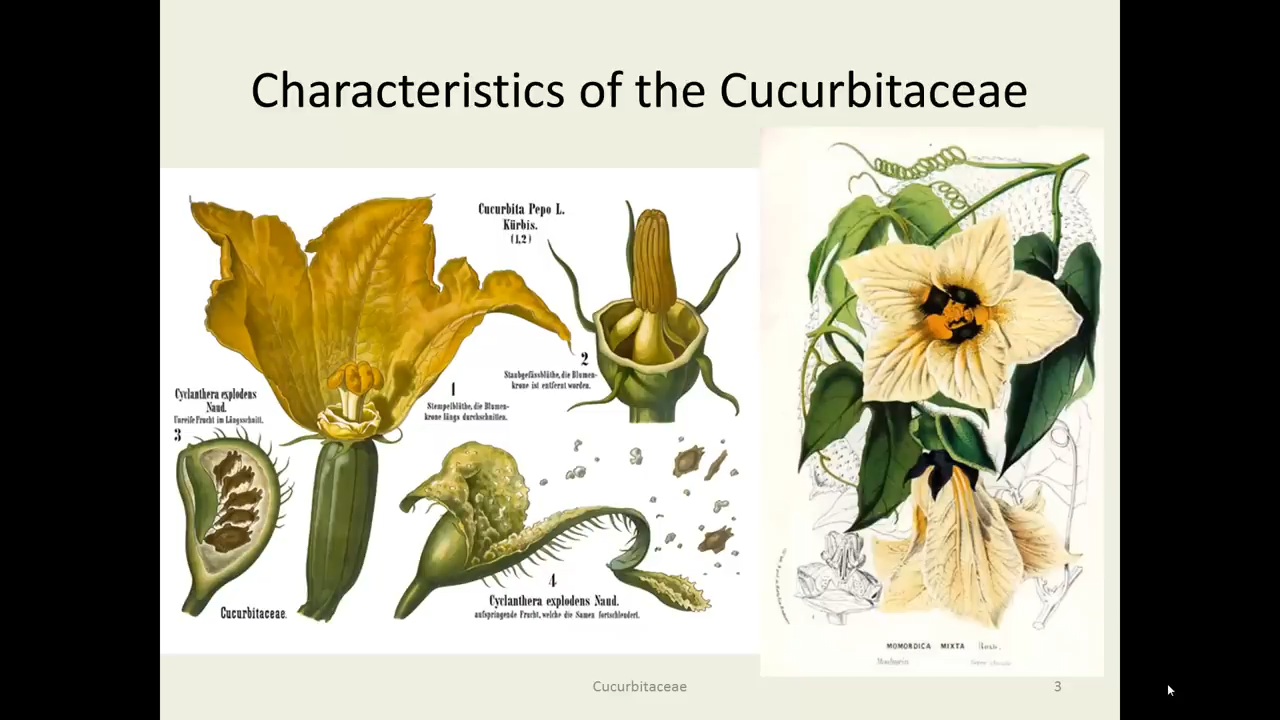 Characteristics of the Cucurbitaceae
Cucurbita Pepo L.
Kürbis.
(1,2)
2
Staubgefässblüthe, die Blumen-
krone ist entfernt worden.
1
Stempelblüthe, die Blumen-
krone längs durchschnitten.
Cyclanthera explodens
Naud.
Unreife Frucht im Längsschnitt.
3
4
Cyclanthera explodens Naud.
aufspringende Frucht, welche die Samen fortschleudert.
Cucurbitaceae.
MOMORDICA MIXTA Roxb.
Cucurbitaceae
3